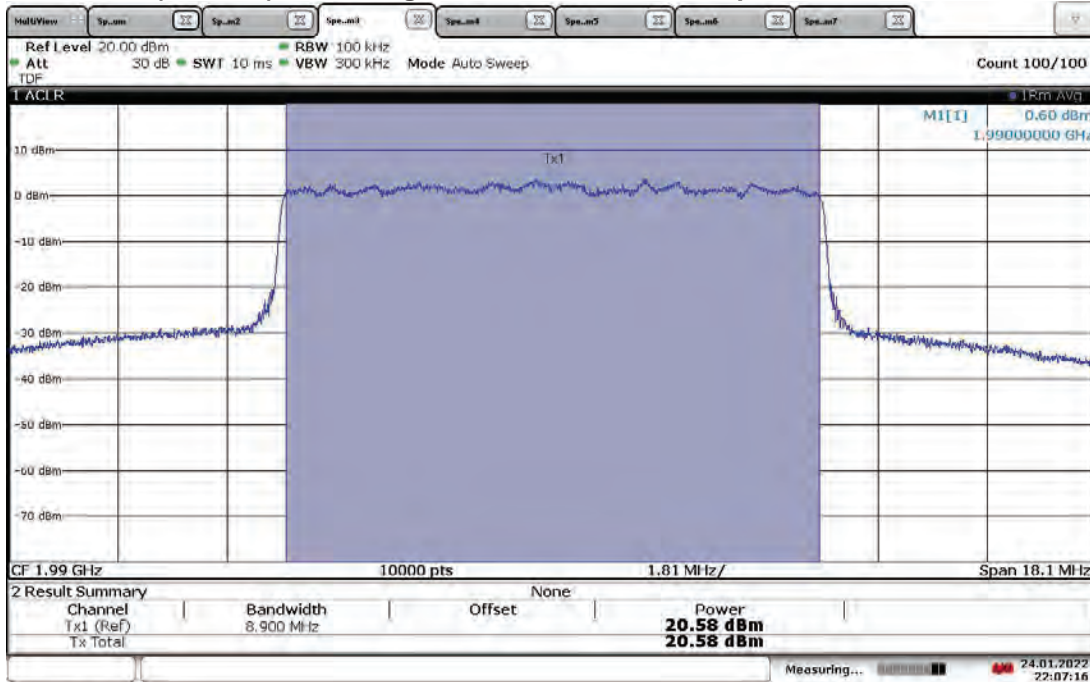 MultiView Sp..um Sp..m2 Spe..m3 Spe..m4 Spe..m5 Spe..m6 Spe..m7
Ref Level 20.00 dBm RBW 100 kHz
Att 30 dB SWT 10 ms VBW 300 kHz Mode Auto Sweep Count 100/100
TDF
1 ACLR 1Rm Avg
M1[1] 0.60 dBm
1.99000000 GHz
10 dBm
Tx1
0 dBm
-10 dBm
-20 dBm
-30 dBm
-40 dBm
-50 dBm
-60 dBm
-70 dBm
CF 1.99 GHz 10000 pts 1.81 MHz/ Span 18.1 MHz
2 Result Summary None
Channel Bandwidth Offset Power
Tx1 (Ref) 8.900 MHz 20.58 dBm
Tx Total 20.58 dBm
Measuring... 24.01.2022
22:07:16